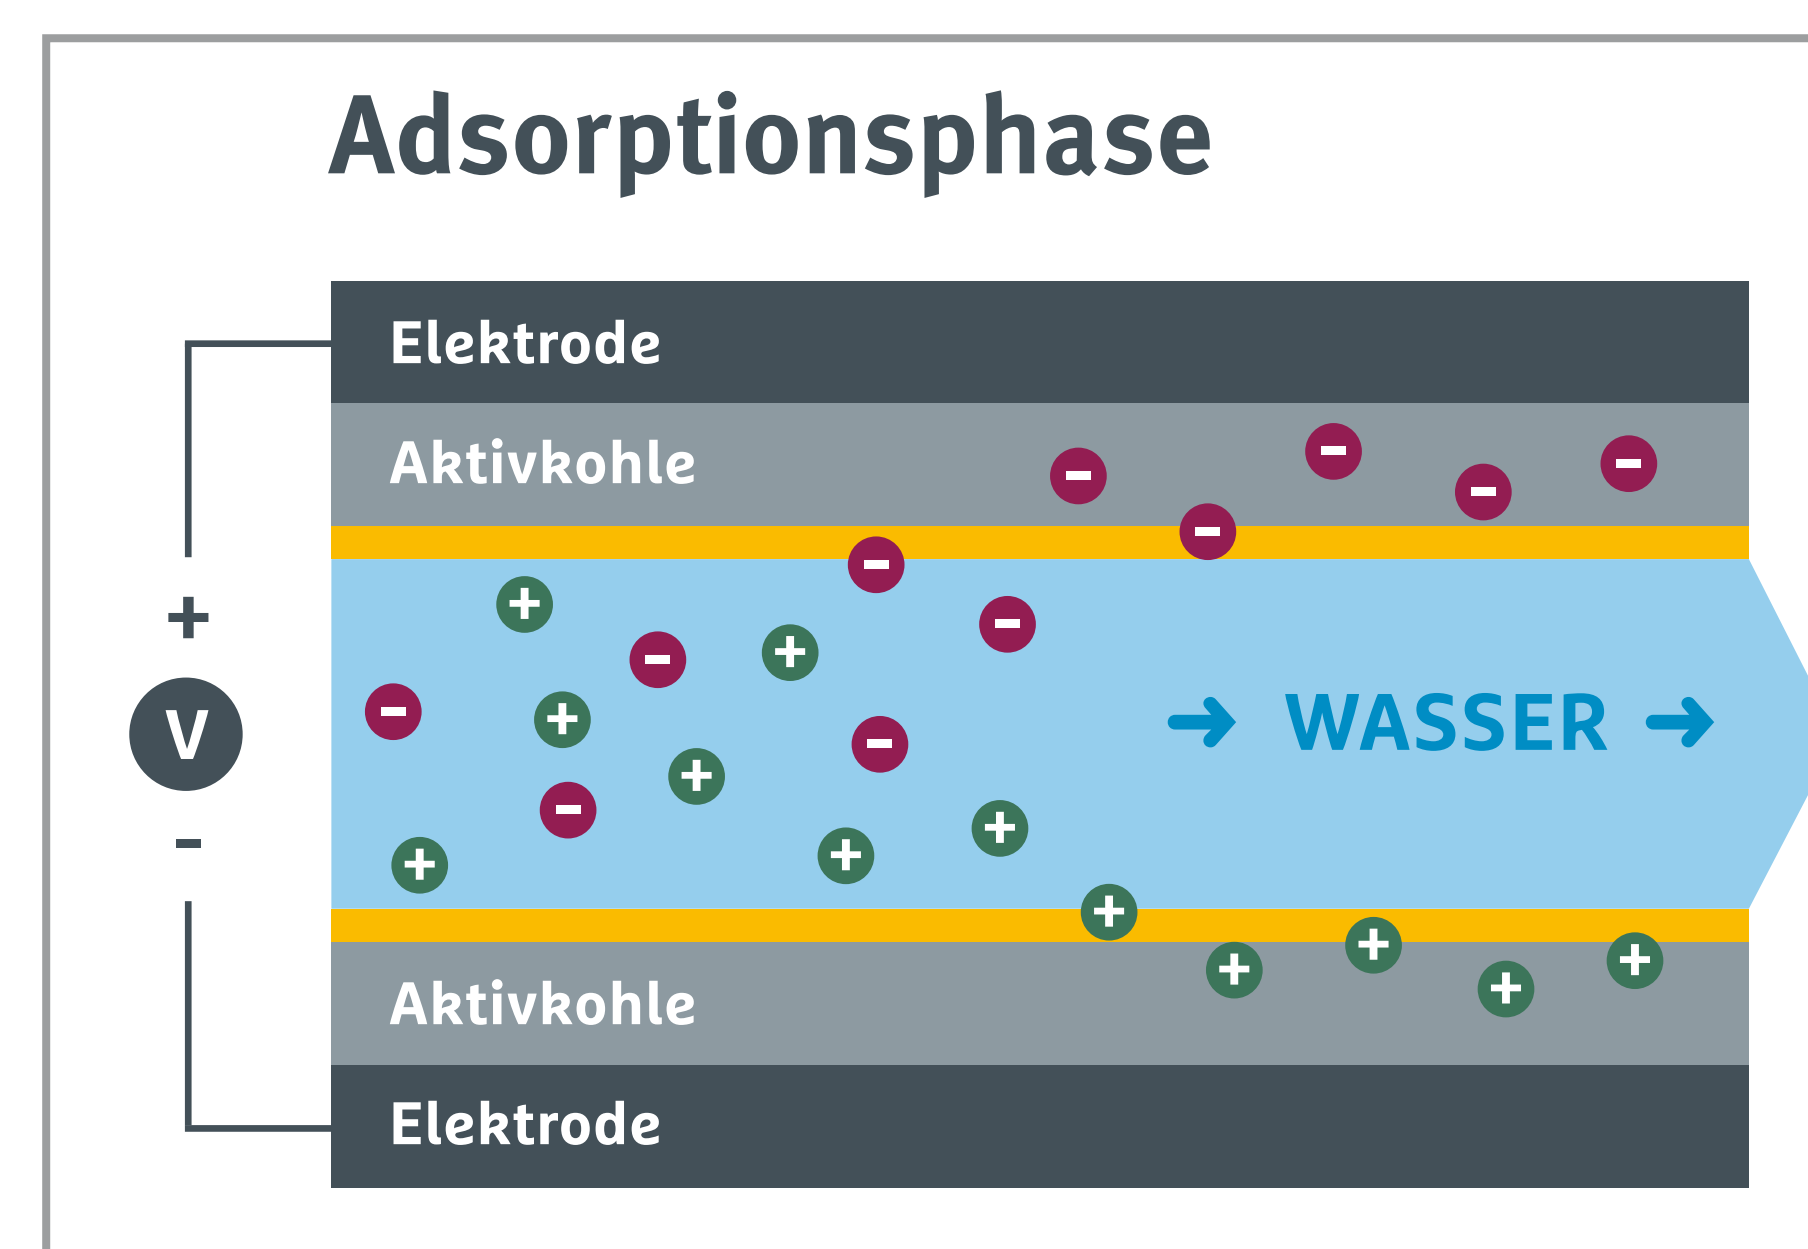 Adsorptionsphase
Elektrode
Aktivkohle
+
V
-
→ WASSER →
Aktivkohle
Elektrode